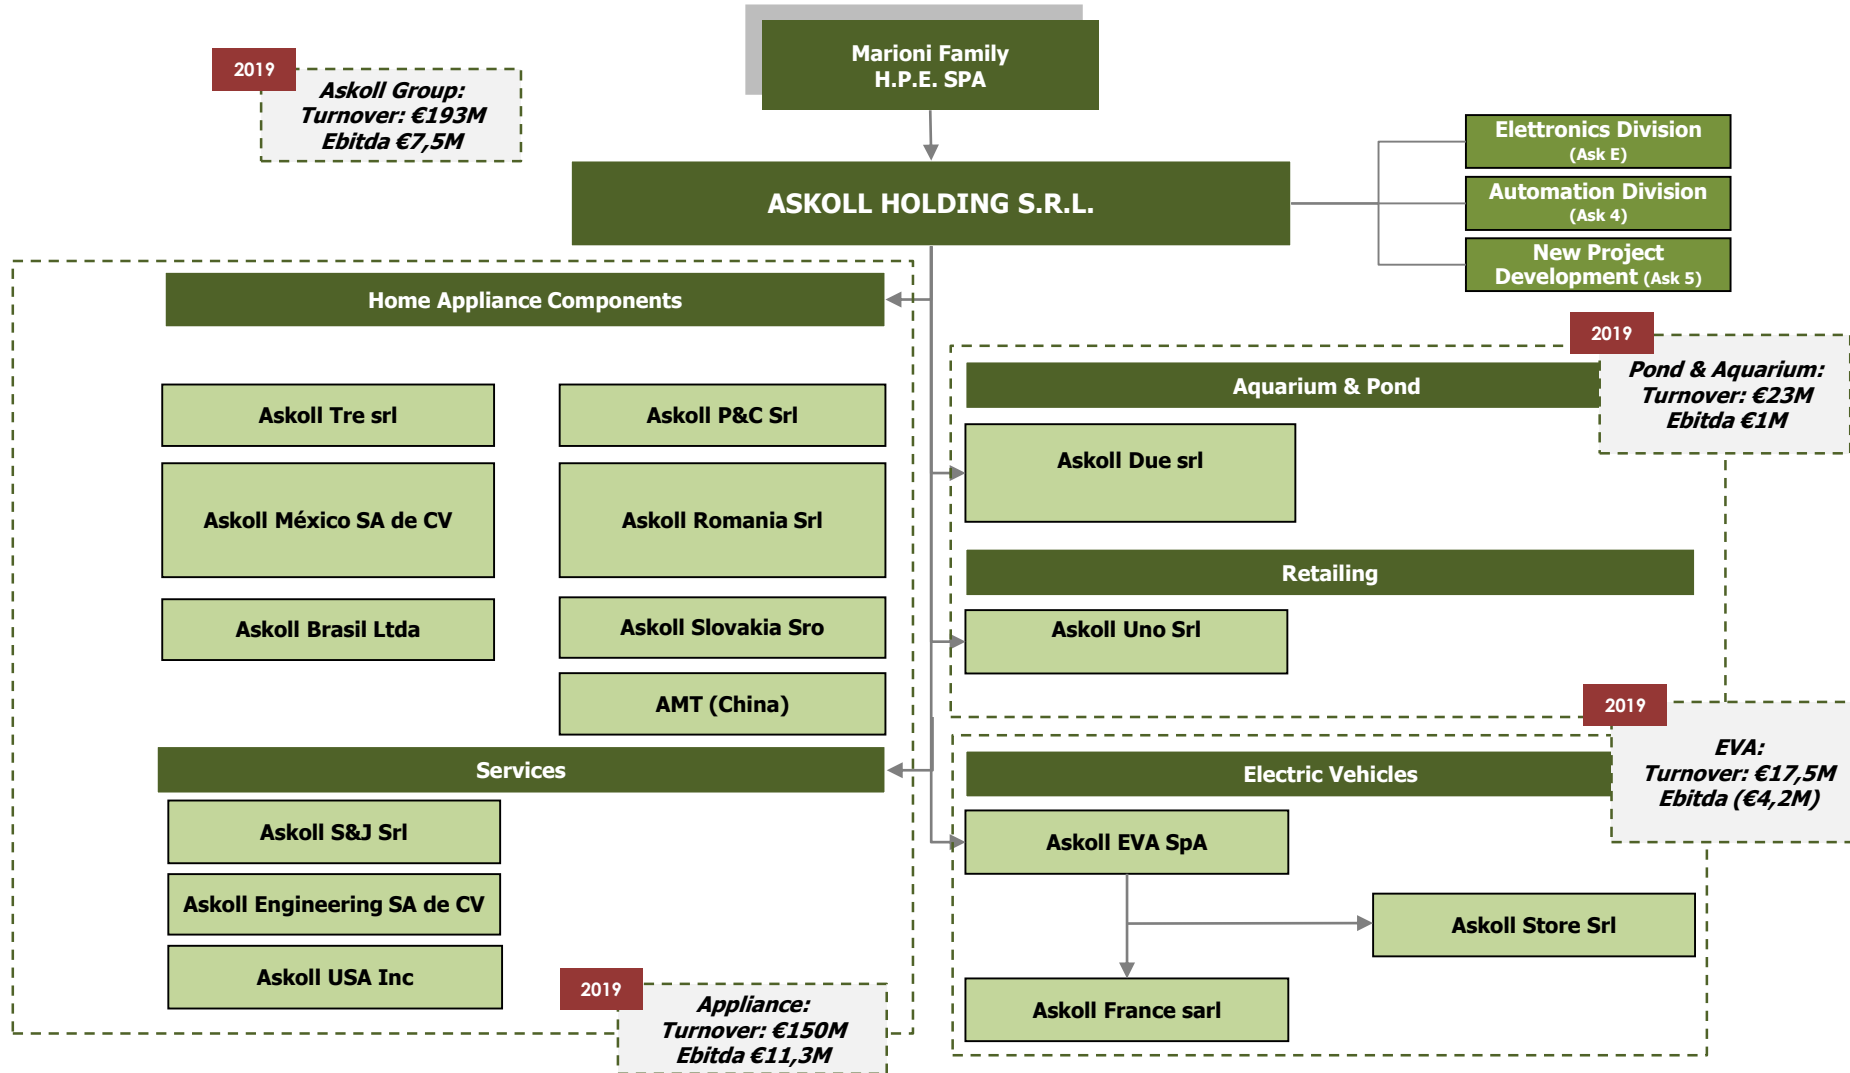 Marioni Family
H.P.E. SPA
2019
Askoll Group:
Turnover: €193M
Ebitda €7,5M
ASKOLL HOLDING S.R.L.
Elettronics Division
(Ask E)
Automation Division
(Ask 4)
New Project
Development (Ask 5)
Home Appliance Components
Askoll Tre srl
Askoll P&C Srl
Askoll México SA de CV
Askoll Romania Srl
Askoll Brasil Ltda
Askoll Slovakia Sro
AMT (China)
Services
Askoll S&J Srl
Askoll Engineering SA de CV
Askoll USA Inc
2019
Appliance:
Turnover: €150M
Ebitda €11,3M
2019
Pond & Aquarium:
Turnover: €23M
Ebitda €1M
Aquarium & Pond
Askoll Due srl
Retailing
Askoll Uno Srl
2019
EVA:
Turnover: €17,5M
Ebitda (€4,2M)
Electric Vehicles
Askoll EVA SpA
Askoll Store Srl
Askoll France sarl